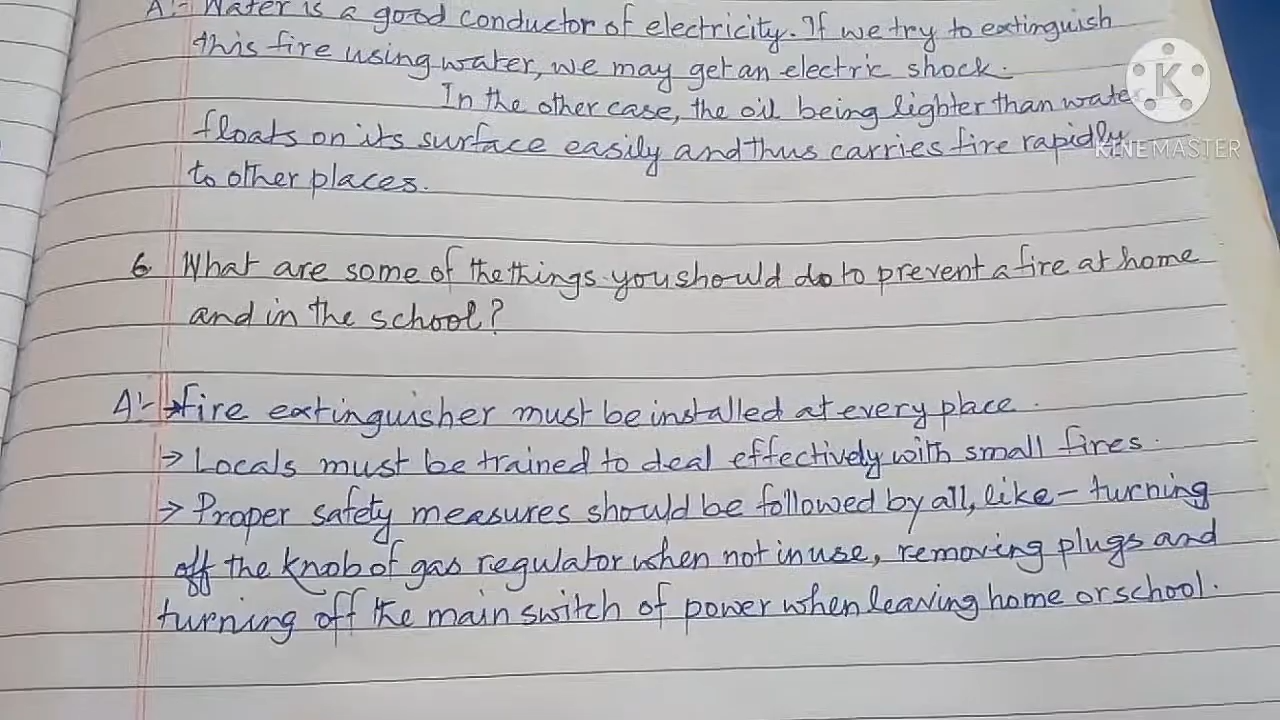 A:- Water is a good conductor of electricity. If we try to extinguish
this fire using water, we may get an electric shock.
In the other case, the oil being lighter than water
floats on its surface easily and thus carries fire rapidly
to other places.
6 What are some of the things you should do to prevent a fire at home
and in the school?
A:- → Fire extinguisher must be installed at every place.
→ Locals must be trained to deal effectively with small fires.
→ Proper safety measures should be followed by all, like - turning
off the knob of gas regulator when not in use, removing plugs and
turning off the main switch of power when leaving home or school.
K
KINEMASTER